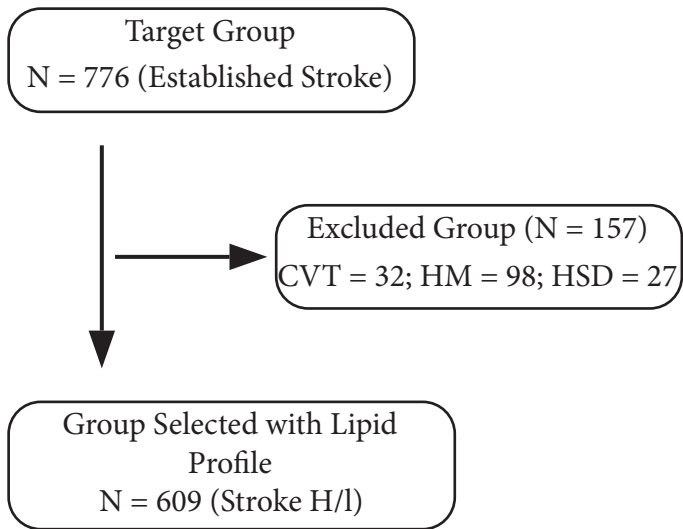 Target Group
N = 776 (Established Stroke)
Excluded Group (N = 157)
CVT = 32; HM = 98; HSD = 27
Group Selected with Lipid
Profile
N = 609 (Stroke H/l)